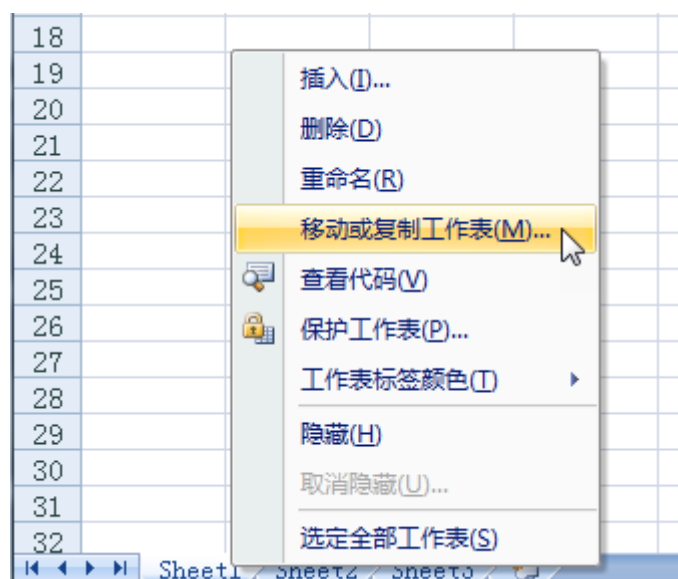 18
19
20
21
22
23
24
25
26
27
28
29
30
31
32
插入(I)...
删除(D)
重命名(R)
移动或复制工作表(M)...
查看代码(V)
保护工作表(P)...
工作表标签颜色(T)
隐藏(H)
取消隐藏(U)...
选定全部工作表(S)
Sheet1 Sheet2 Sheet3